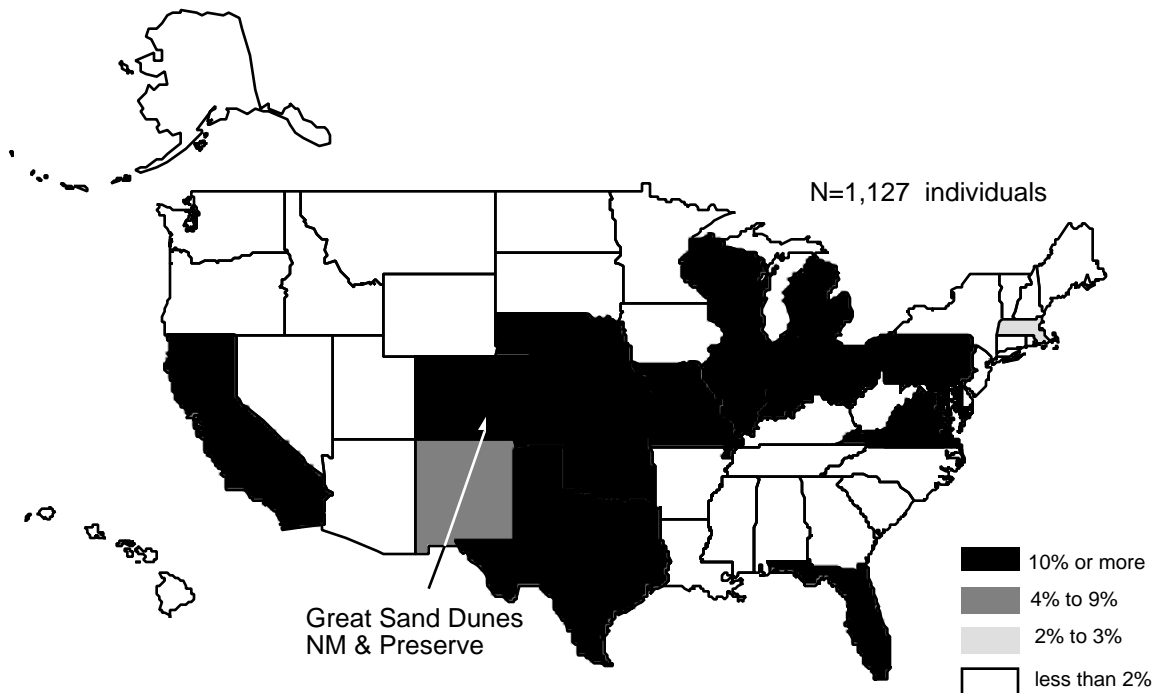 N=1,127 individuals
Great Sand Dunes
NM & Preserve
10% or more
4% to 9%
2% to 3%
less than 2%